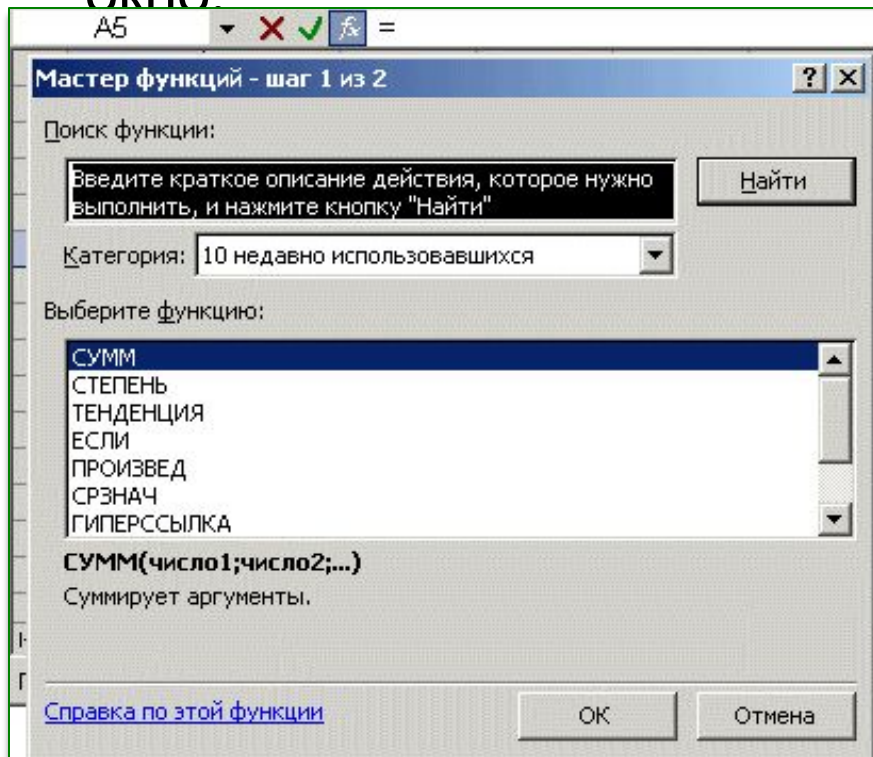 окно:
A5
fx =
Мастер функций - шаг 1 из 2
? X
Поиск функции:
Введите краткое описание действия, которое нужно
выполнить, и нажмите кнопку "Найти"
Найти
Категория: 10 недавно использовавшихся
Выберите функцию:
СУММ
СТЕПЕНЬ
ТЕНДЕНЦИЯ
ЕСЛИ
ПРОИЗВЕД
СРЗНАЧ
ГИПЕРССЫЛКА
СУММ(число1;число2;...)
Суммирует аргументы.
Справка по этой функции
ОК
Отмена